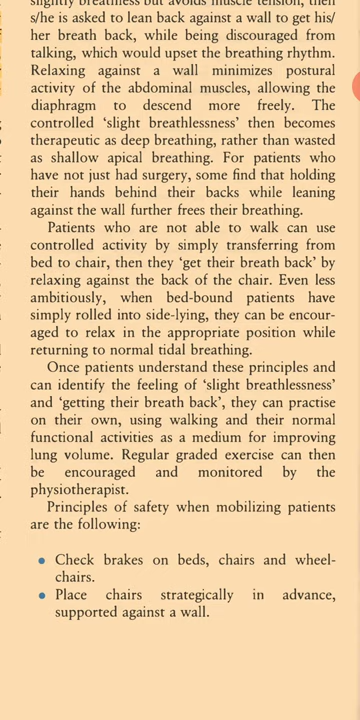 slightly breathless but avoids muscle tension, then
s/he is asked to lean back against a wall to get his/
her breath back, while being discouraged from
talking, which would upset the breathing rhythm.
Relaxing against a wall minimizes postural
activity of the abdominal muscles, allowing the
diaphragm to descend more freely. The
controlled ‘slight breathlessness’ then becomes
therapeutic as deep breathing, rather than wasted
as shallow apical breathing. For patients who
have not just had surgery, some find that holding
their hands behind their backs while leaning
against the wall further frees their breathing.
Patients who are not able to walk can use
controlled activity by simply transferring from
bed to chair, then they ‘get their breath back’ by
relaxing against the back of the chair. Even less
ambitiously, when bed-bound patients have
simply rolled into side-lying, they can be encour-
aged to relax in the appropriate position while
returning to normal tidal breathing.
Once patients understand these principles and
can identify the feeling of ‘slight breathlessness’
and ‘getting their breath back’, they can practise
on their own, using walking and their normal
functional activities as a medium for improving
lung volume. Regular graded exercise can then
be encouraged and monitored by the
physiotherapist.
Principles of safety when mobilizing patients
are the following:
• Check brakes on beds, chairs and wheel-
chairs.
• Place chairs strategically in advance,
supported against a wall.